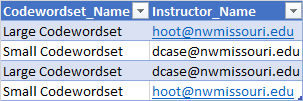 Codewordset_Name Instructor_Name
Large Codewordset hoot@nwmissouri.edu
Small Codewordset dcase@nwmissouri.edu
Large Codewordset dcase@nwmissouri.edu
Small Codewordset hoot@nwmissouri.edu